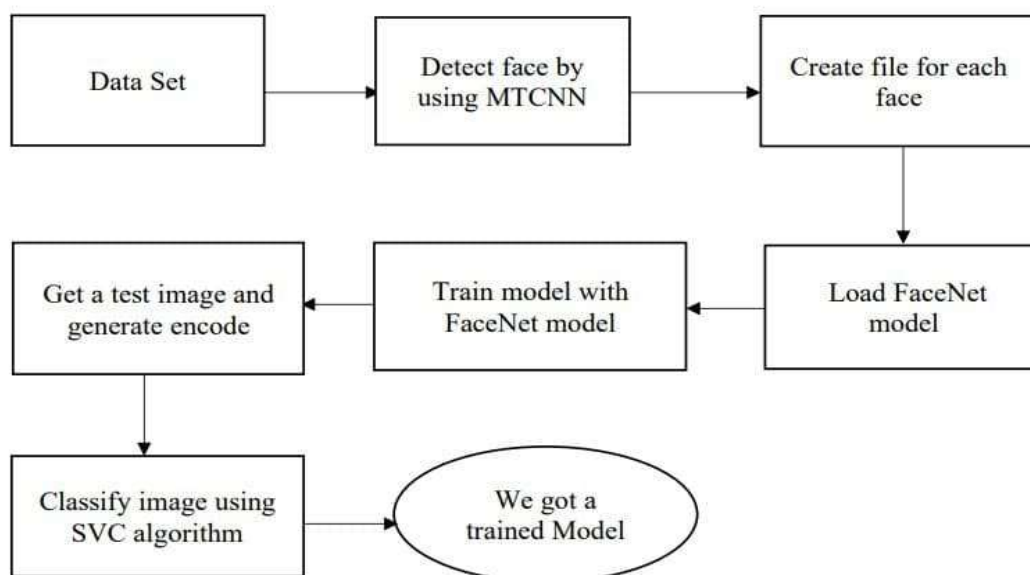 Data Set
Detect face by
using MTCNN
Create file for each
face
Load FaceNet
model
Train model with
FaceNet model
Get a test image and
generate encode
Classify image using
SVC algorithm
We got a
trained Model